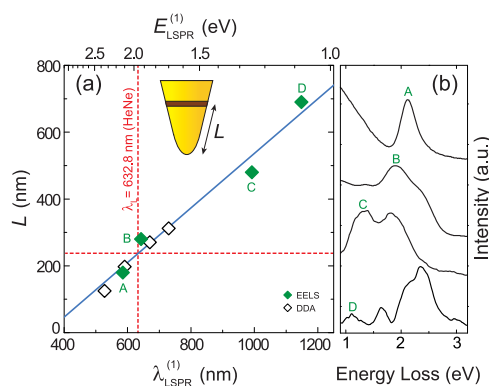 E_LSPR^(1) (eV)
2.5 2.0 1.5 1.0
(a)
(b)
800
600
400
200
0
L (nm)
λ_L = 632.8 nm (HeNe)
L
A
B
C
D
EELS
DDA
400 600 800 1000 1200
λ_LSPR^(1) (nm)
A
B
C
D
1 2 3
Energy Loss (eV)
Intensity (a.u.)